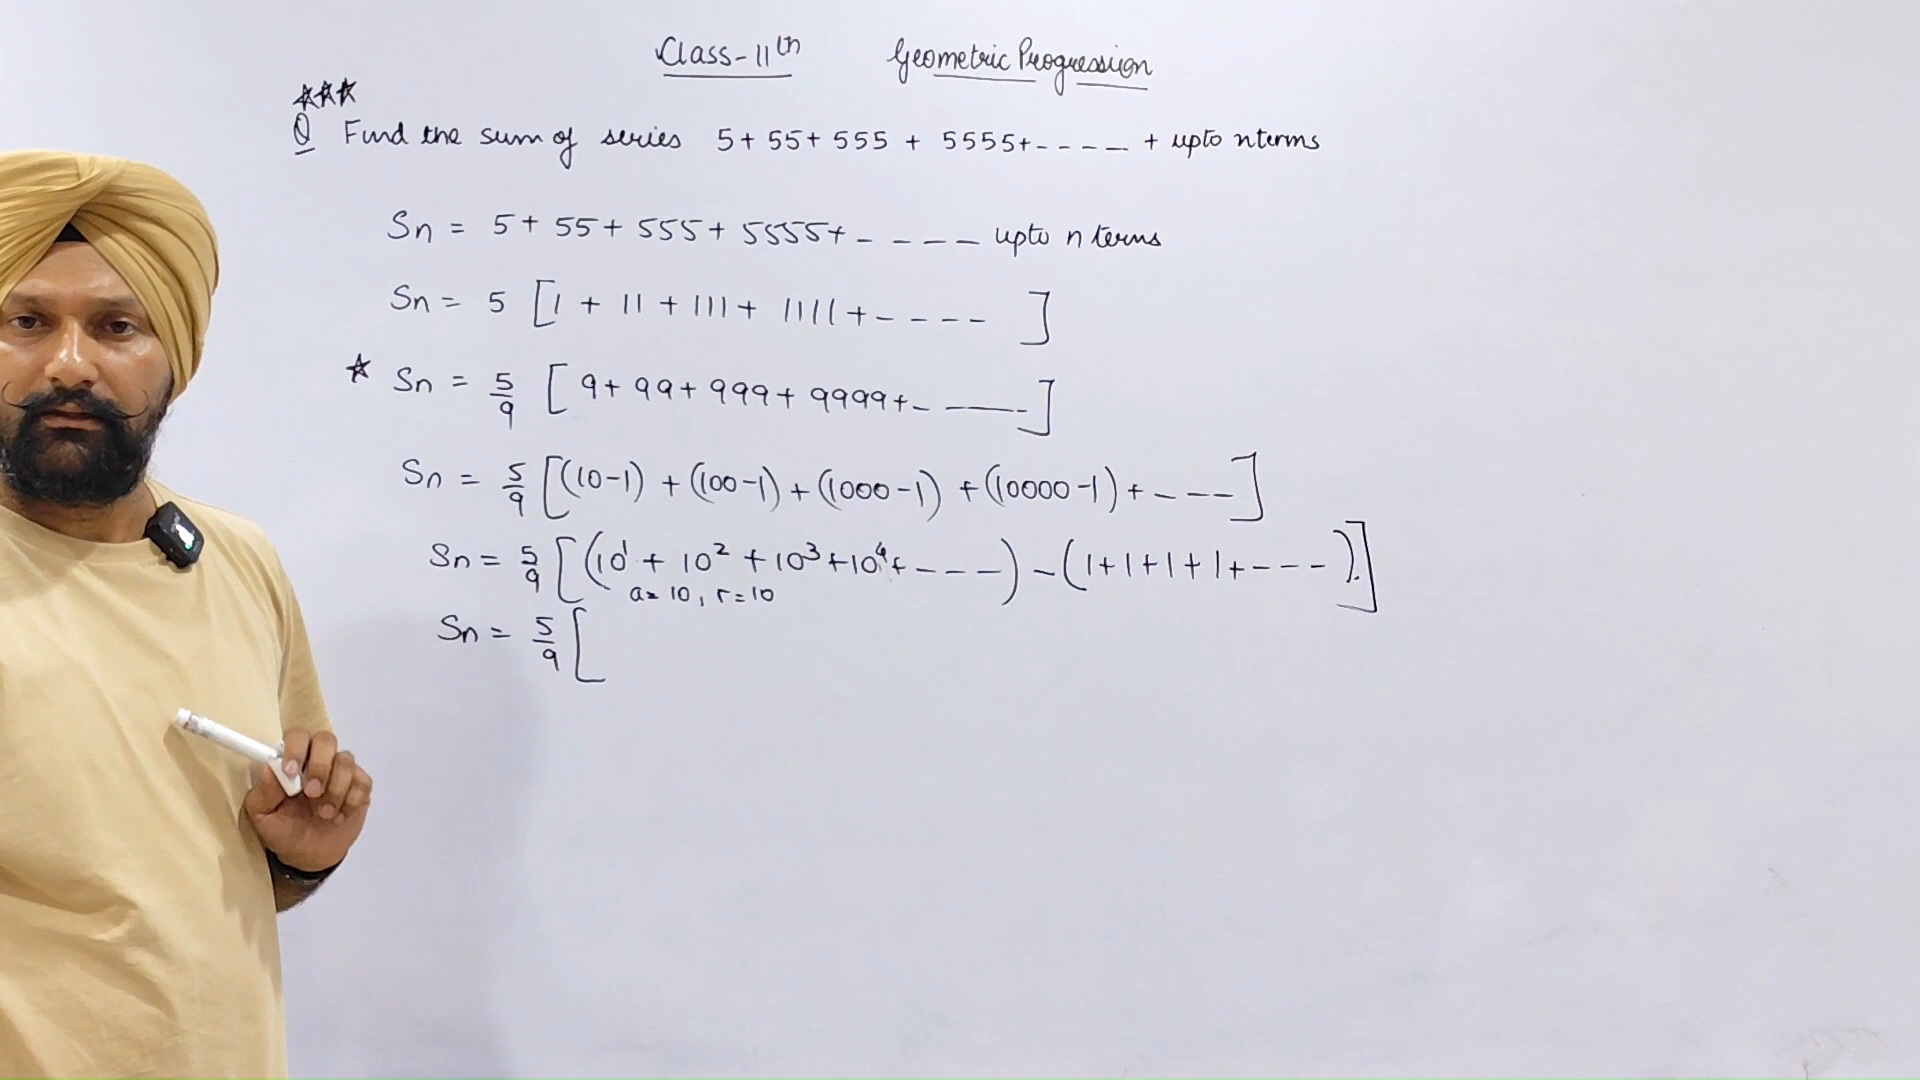 Class-11th Geometric Progression
☆☆☆
Q Find the sum of series 5+ 55+ 555 + 5555+- - - - + upto n terms
Sn = 5+ 55+ 555+ 5555+- - - - upto n terms
Sn = 5 [1 + 11 + 111+ 1111+- - - - ]
☆ Sn = 5/9 [9+ 99+ 999+ 9999+- —-]
Sn = 5/9 [(10-1) + (100-1) + (1000-1) + (10000-1) + - - -]
Sn = 5/9 [(10¹ + 10² + 10³ + 10⁴+ - - -) - (1+1+1+1+- - - ).]
a= 10, r=10
Sn = 5/9 [